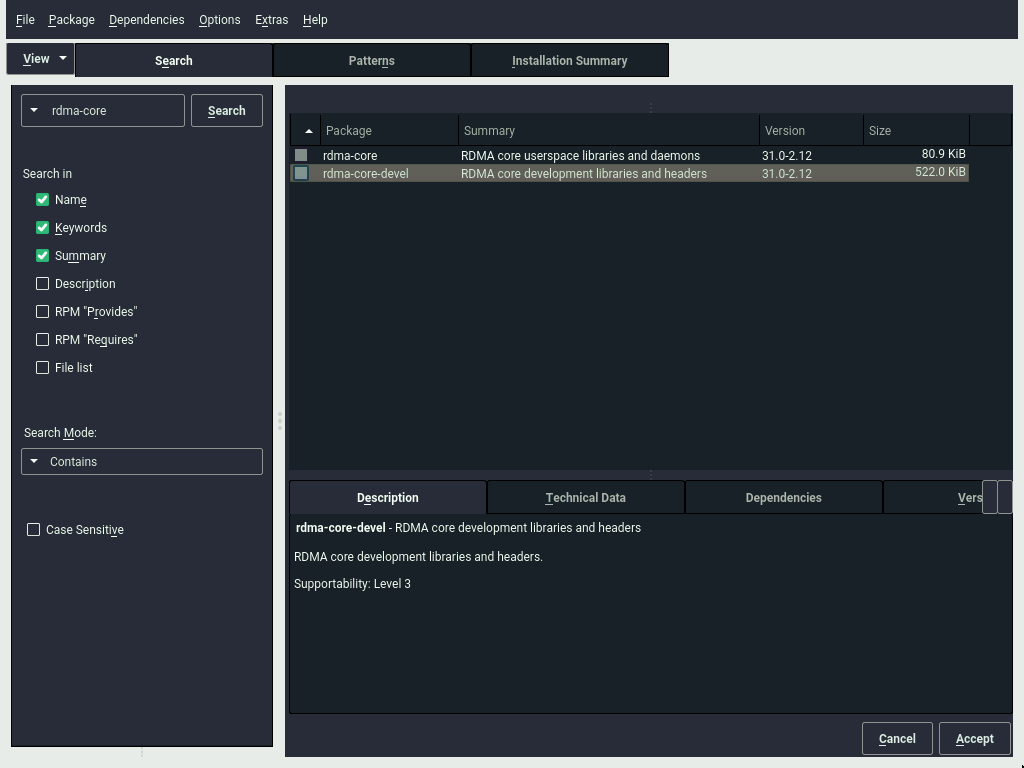 File Package Dependencies Options Extras Help
View Search Patterns Installation Summary
rdma-core Search
Search in
Name
Keywords
Summary
Description
RPM "Provides"
RPM "Requires"
File list
Search Mode:
Contains
Case Sensitive
Package Summary Version Size
rdma-core RDMA core userspace libraries and daemons 31.0-2.12 80.9 KiB
rdma-core-devel RDMA core development libraries and headers 31.0-2.12 522.0 KiB
Description Technical Data Dependencies Vers
rdma-core-devel - RDMA core development libraries and headers
RDMA core development libraries and headers.
Supportability: Level 3
Cancel Accept